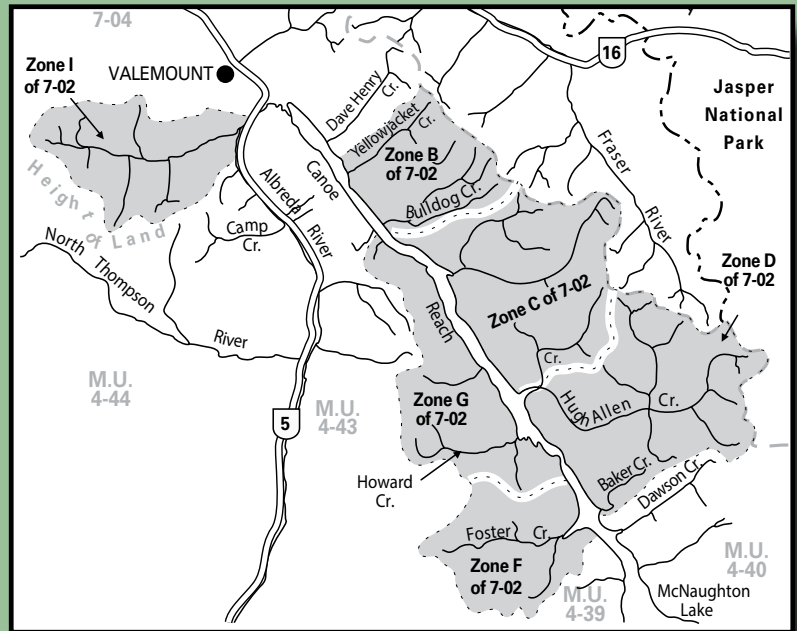 7-04
Zone I
of 7-02
VALEMOUNT
16
Jasper
National
Park
Dave Henry
Cr.
Yellowjacket
Cr.
Zone B
of 7-02
Bulldog Cr.
Canoe
Reach
Fraser
River
Albreda
River
Camp
Cr.
Height
of Land
North Thompson
River
Zone C of 7-02
Cr.
Zone D
of 7-02
Hugh Allen Cr.
M.U.
4-44
5
M.U.
4-43
Zone G
of 7-02
Howard
Cr.
Baker Cr.
Dawson Cr.
Foster Cr.
Zone F
of 7-02
M.U.
4-39
M.U.
4-40
McNaughton
Lake